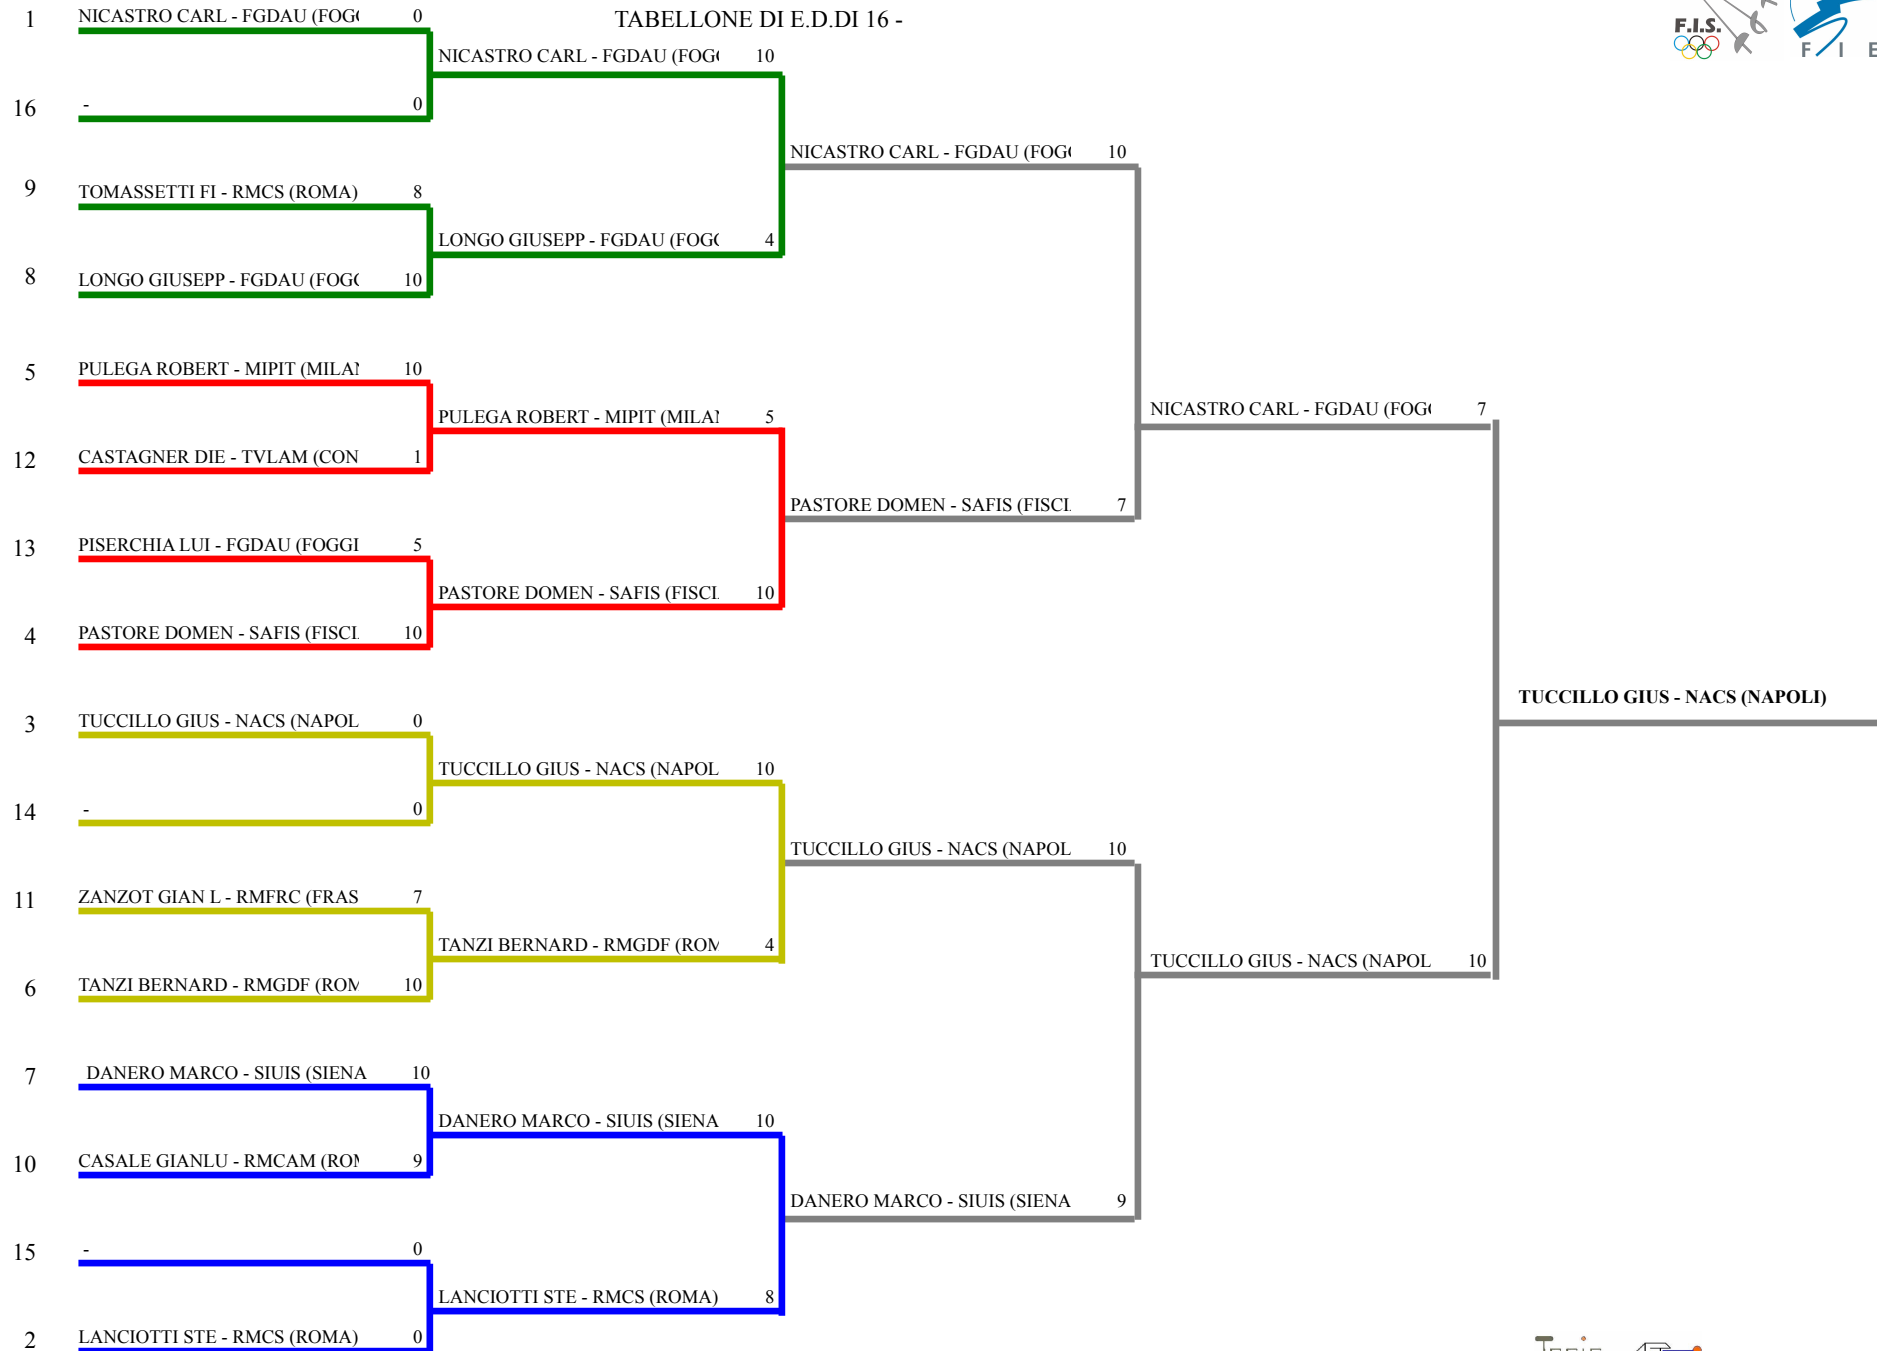 TABELLONE DI E.D.DI 16 -
F.I.S.
F I E
1 NICASTRO CARL - FGDAU (FOG 0
NICASTRO CARL - FGDAU (FOG 10
16 - 0
NICASTRO CARL - FGDAU (FOG 10
9 TOMASSETTI FI - RMCS (ROMA) 8
LONGO GIUSEPP - FGDAU (FOG 4
8 LONGO GIUSEPP - FGDAU (FOG 10
5 PULEGA ROBERT - MIPIT (MILA 10
NICASTRO CARL - FGDAU (FOG 7
PULEGA ROBERT - MIPIT (MILA 5
12 CASTAGNER DIE - TVLAM (CON 1
PASTORE DOMEN - SAFIS (FISCI 7
13 PISERCHIA LUI - FGDAU (FOGGI 5
PASTORE DOMEN - SAFIS (FISCI 10
4 PASTORE DOMEN - SAFIS (FISCI 10
TUCCILLO GIUS - NACS (NAPOLI)
3 TUCCILLO GIUS - NACS (NAPOL 0
TUCCILLO GIUS - NACS (NAPOL 10
14 - 0
TUCCILLO GIUS - NACS (NAPOL 10
11 ZANZOT GIAN L - RMFRC (FRAS 7
TANZI BERNARD - RMGDF (ROM 4
TUCCILLO GIUS - NACS (NAPOL 10
6 TANZI BERNARD - RMGDF (ROM 10
7 DANERO MARCO - SIUIS (SIENA 10
DANERO MARCO - SIUIS (SIENA 10
10 CASALE GIANLU - RMCAM (RO 9
DANERO MARCO - SIUIS (SIENA 9
15 - 0
LANCIOTTI STE - RMCS (ROMA) 8
2 LANCIOTTI STE - RMCS (ROMA) 0